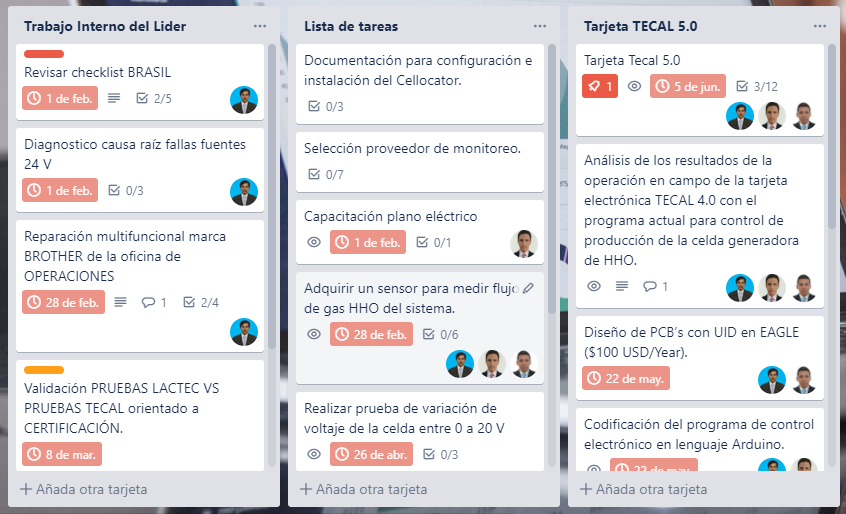 Trabajo Interno del Lider
Revisar checklist BRASIL
1 de feb.
2/5
Diagnostico causa raíz fallas fuentes
24 V
1 de feb.
0/3
Reparación multifuncional marca
BROTHER de la oficina de
OPERACIONES
28 de feb.
1
2/4
Validación PRUEBAS LACTEC VS
PRUEBAS TECAL orientado a
CERTIFICACIÓN.
8 de mar.
+ Añada otra tarjeta
Lista de tareas
Documentación para configuración e
instalación del Cellocator.
0/3
Selección proveedor de monitoreo.
0/7
Capacitación plano eléctrico
1 de feb.
0/1
Adquirir un sensor para medir flujo
de gas HHO del sistema.
28 de feb.
0/6
Realizar prueba de variación de
voltaje de la celda entre 0 a 20 V
26 de abr.
0/3
+ Añada otra tarjeta
Tarjeta TECAL 5.0
Tarjeta Tecal 5.0
1
5 de jun.
3/12
Análisis de los resultados de la
operación en campo de la tarjeta
electrónica TECAL 4.0 con el
programa actual para control de
producción de la celda generadora
de HHO.
1
Diseño de PCB's con UID en EAGLE
($100 USD/Year).
22 de may.
Codificación del programa de control
electrónico en lenguaje Arduino.
22 de may.
+ Añada otra tarjeta